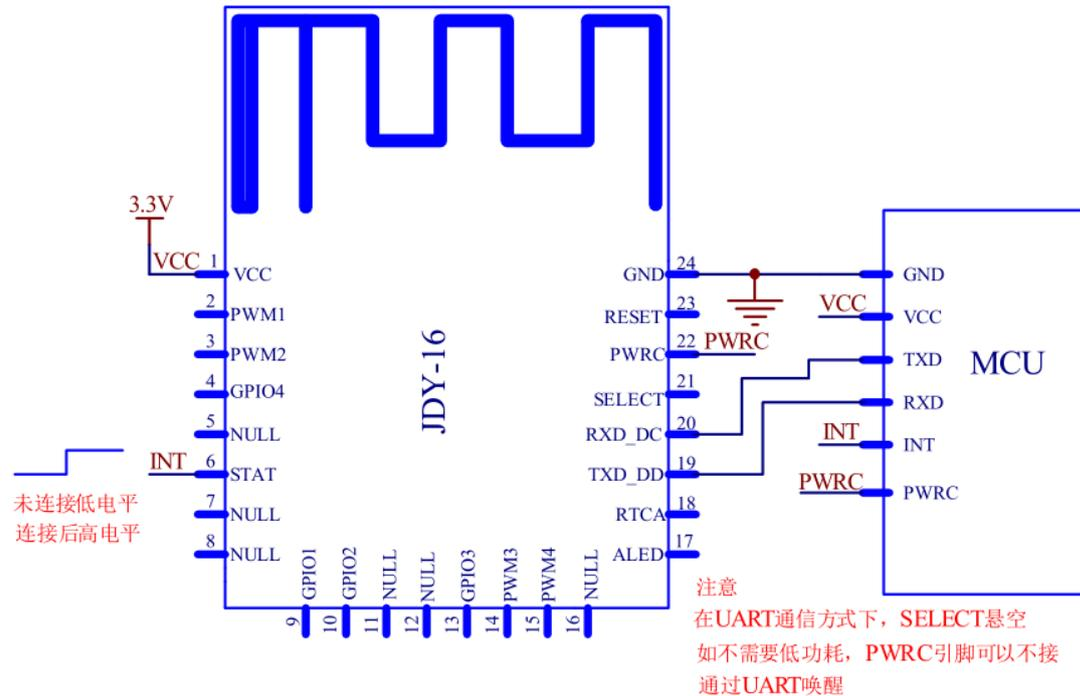 3.3V
VCC 1 VCC
2 PWM1
3 PWM2
4 GPIO4
5 NULL
INT 6 STAT
7 NULL
8 NULL
未连接低电平
连接后高电平
JDY-16
9 GPIO1
10 GPIO2
11 NULL
12 NULL
13 GPIO3
14 PWM3
15 PWM4
16 NULL
GND 24
RESET 23
PWRC 22 PWRC
SELECT 21
RXD_DC 20
TXD_DD 19
RTCA 18
ALED 17
MCU
GND
VCC VCC
TXD
RXD
INT INT
PWRC PWRC
注意
在UART通信方式下，SELECT悬空
如不需要低功耗，PWRC引脚可以不接
通过UART唤醒